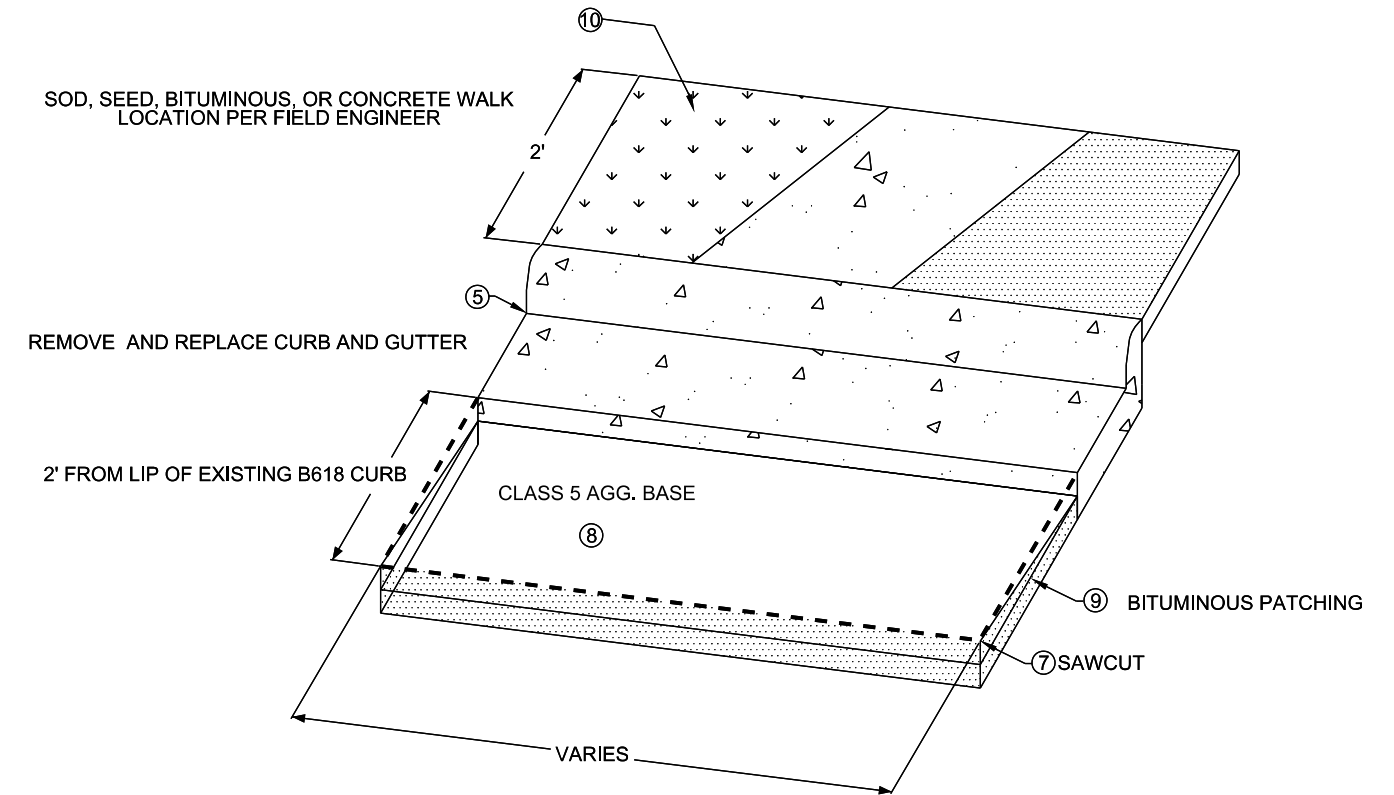 ⑩
SOD, SEED, BITUMINOUS, OR CONCRETE WALK
LOCATION PER FIELD ENGINEER
2'
⑤
REMOVE AND REPLACE CURB AND GUTTER
2' FROM LIP OF EXISTING B618 CURB
CLASS 5 AGG. BASE
⑧
⑨ BITUMINOUS PATCHING
⑦ SAWCUT
VARIES